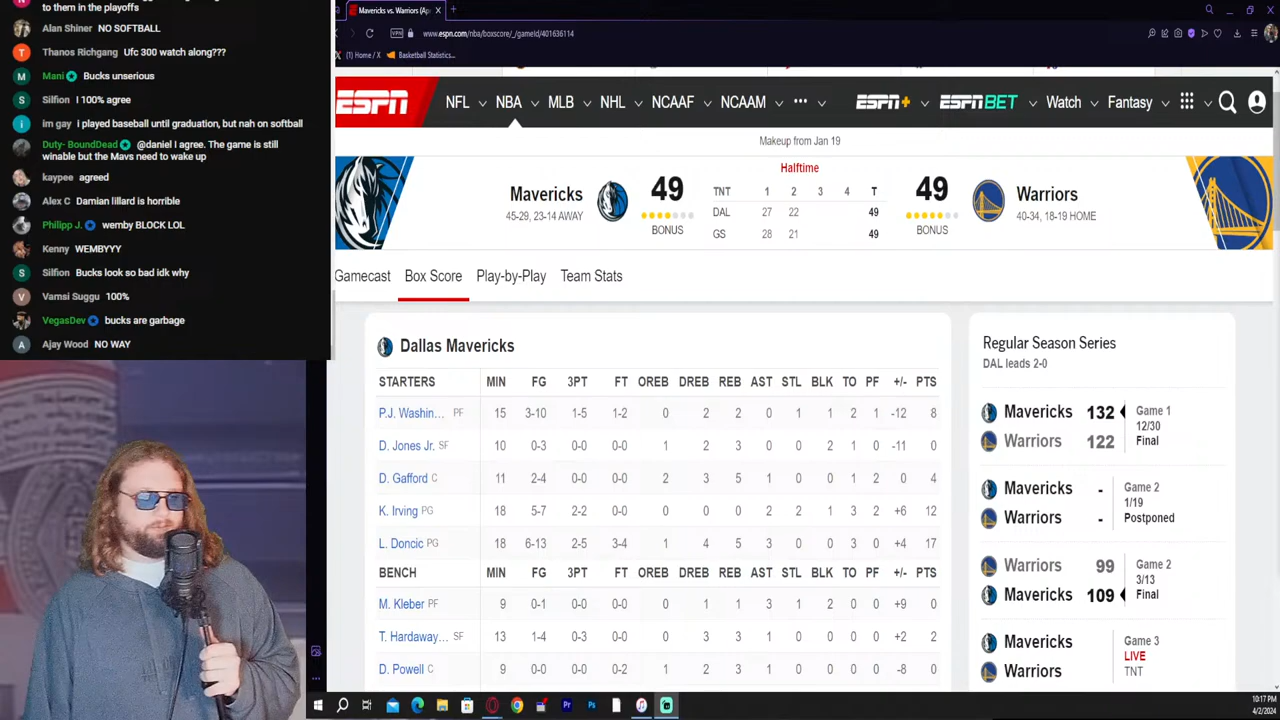 to them in the playoffs
Alan Shiner NO SOFTBALL
Thanos Richgang Ufc 300 watch along???
Mani Bucks unserious
Silfion I 100% agree
im gay i played baseball until graduation, but nah on softball
Duty- BoundDead @daniel I agree. The game is still
winable but the Mavs need to wake up
kaypee agreed
Alex C Damian lillard is horrible
Philipp J. wemby BLOCK LOL
Kenny WEMBYYY
Silfion Bucks look so bad idk why
Vamsi Suggu 100%
VegasDev bucks are garbage
Ajay Wood NO WAY
Mavericks vs. Warriors (Ap
VPN www.espn.com/nba/boxscore/_/gameId/401636114
(1) Home / X Basketball Statistics...
ESPN NFL NBA MLB NHL NCAAF NCAAM ESPN+ ESPN BET Watch Fantasy
Makeup from Jan 19
Halftime
Mavericks 49 TNT 1 2 3 4 T 49 Warriors
45-29, 23-14 AWAY BONUS DAL 27 22 49 BONUS 40-34, 18-19 HOME
GS 28 21 49
Gamecast Box Score Play-by-Play Team Stats
Dallas Mavericks
STARTERS MIN FG 3PT FT OREB DREB REB AST STL BLK TO PF +/- PTS
P.J. Washin... PF 15 3-10 1-5 1-2 0 2 2 0 1 1 2 1 -12 8
D. Jones Jr. SF 10 0-3 0-0 0-0 1 2 3 0 0 2 1 0 -11 0
D. Gafford C 11 2-4 0-0 0-0 2 3 5 1 0 0 1 2 0 4
K. Irving PG 18 5-7 2-2 0-0 0 0 0 2 2 1 3 2 +6 12
L. Doncic PG 18 6-13 2-5 3-4 1 4 5 3 0 0 3 0 +4 17
BENCH MIN FG 3PT FT OREB DREB REB AST STL BLK TO PF +/- PTS
M. Kleber PF 9 0-1 0-0 0-0 0 1 1 3 1 2 0 0 +9 0
T. Hardaway... SF 13 1-4 0-3 0-0 0 3 3 1 0 0 0 0 +2 2
D. Powell C 9 0-0 0-0 0-2 1 2 3 1 0 0 0 0 -8 0
Regular Season Series
DAL leads 2-0
Mavericks 132 Game 1
Warriors 122 12/30
Final
Mavericks - Game 2
Warriors - 1/19
Postponed
Warriors 99 Game 2
Mavericks 109 3/13
Final
Mavericks Game 3
Warriors LIVE
TNT
10:17 PM
4/2/2024